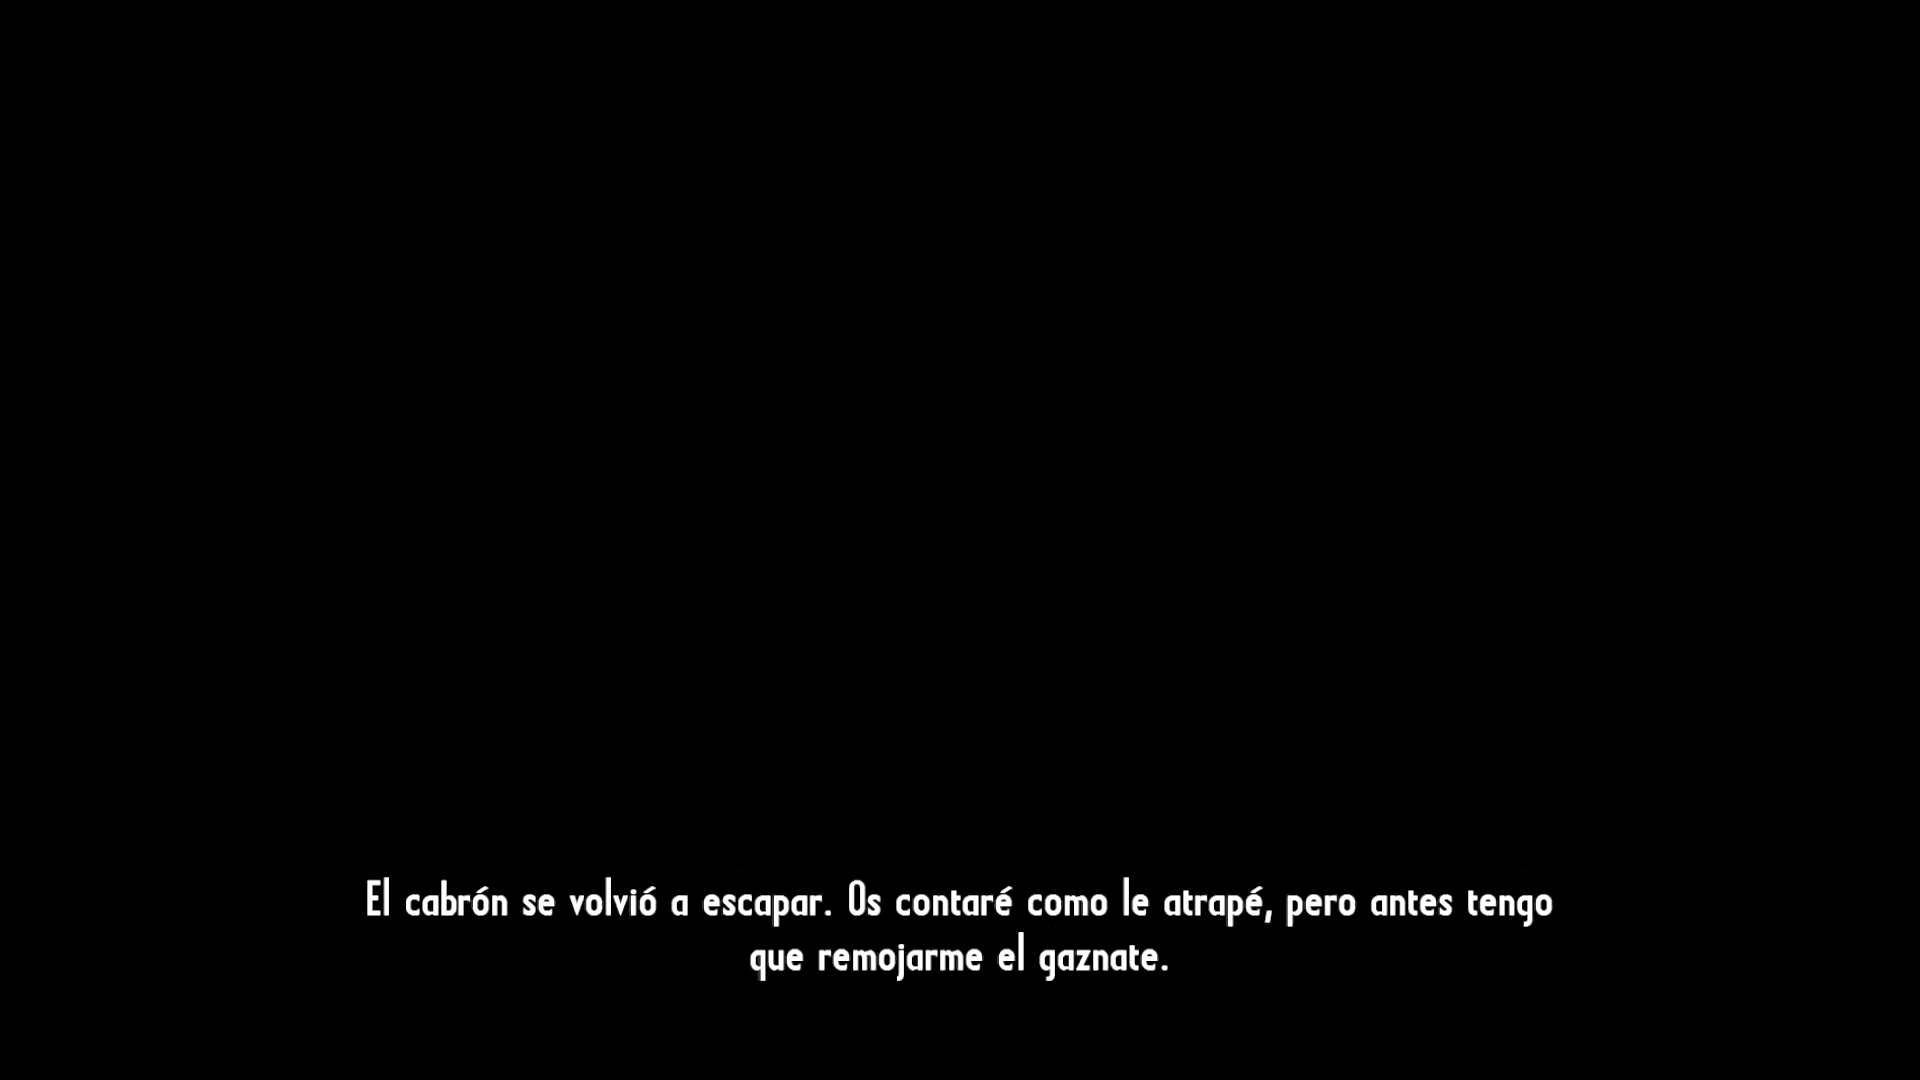 El cabrón se volvió a escapar. Os contaré como le atrapé, pero antes tengo
que remojarme el gaznate.